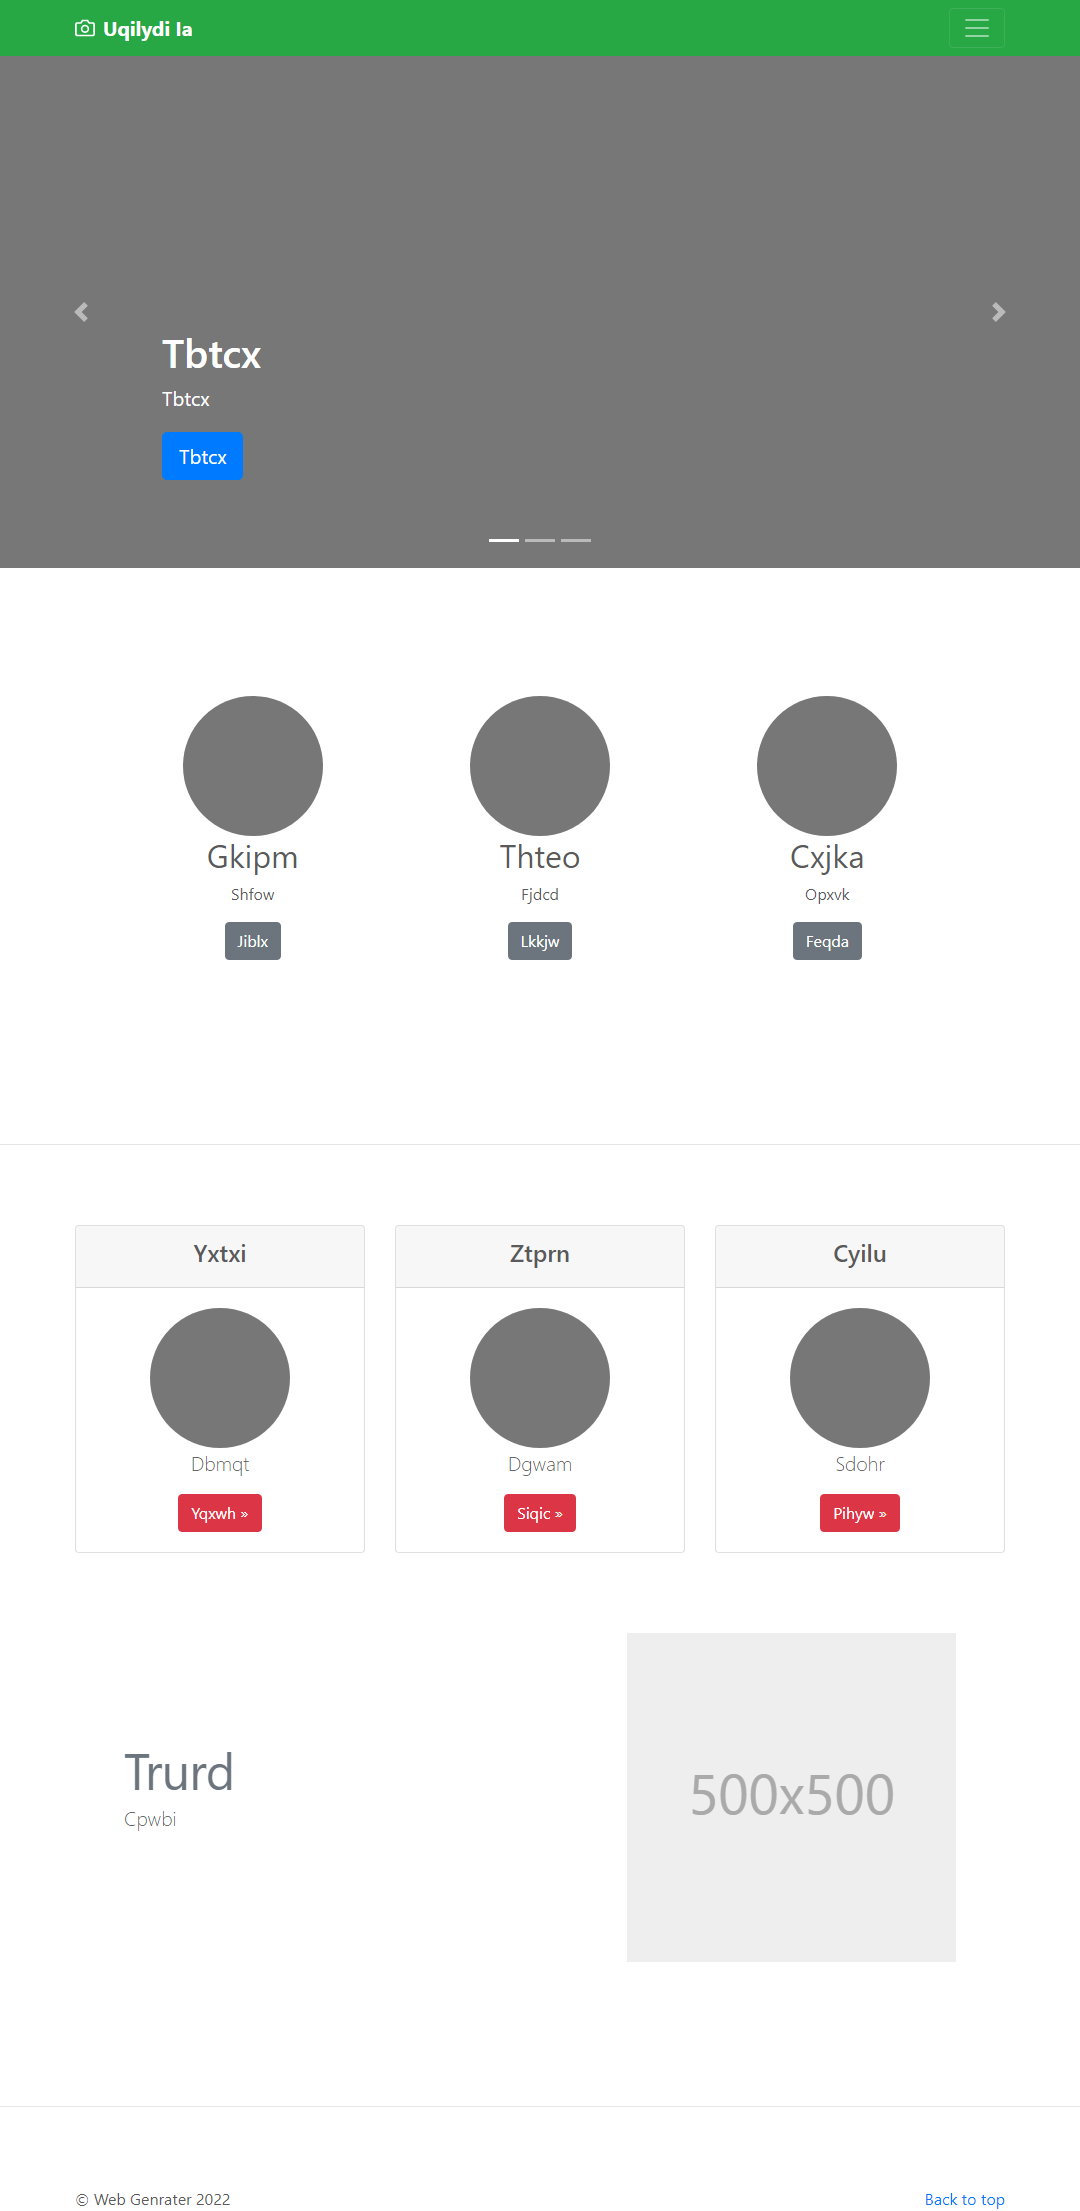 Uqilydi Ia
Tbtcx
Tbtcx
Tbtcx
Gkipm
Shfow
Jiblx
Thteo
Fjdcd
Lkkjw
Cxjka
Opxvk
Feqda
Yxtxi
Dbmqt
Yqxwh »
Ztprn
Dgwam
Siqic »
Cyilu
Sdohr
Pihyw »
Trurd
Cpwbi
500x500
© Web Genrater 2022
Back to top